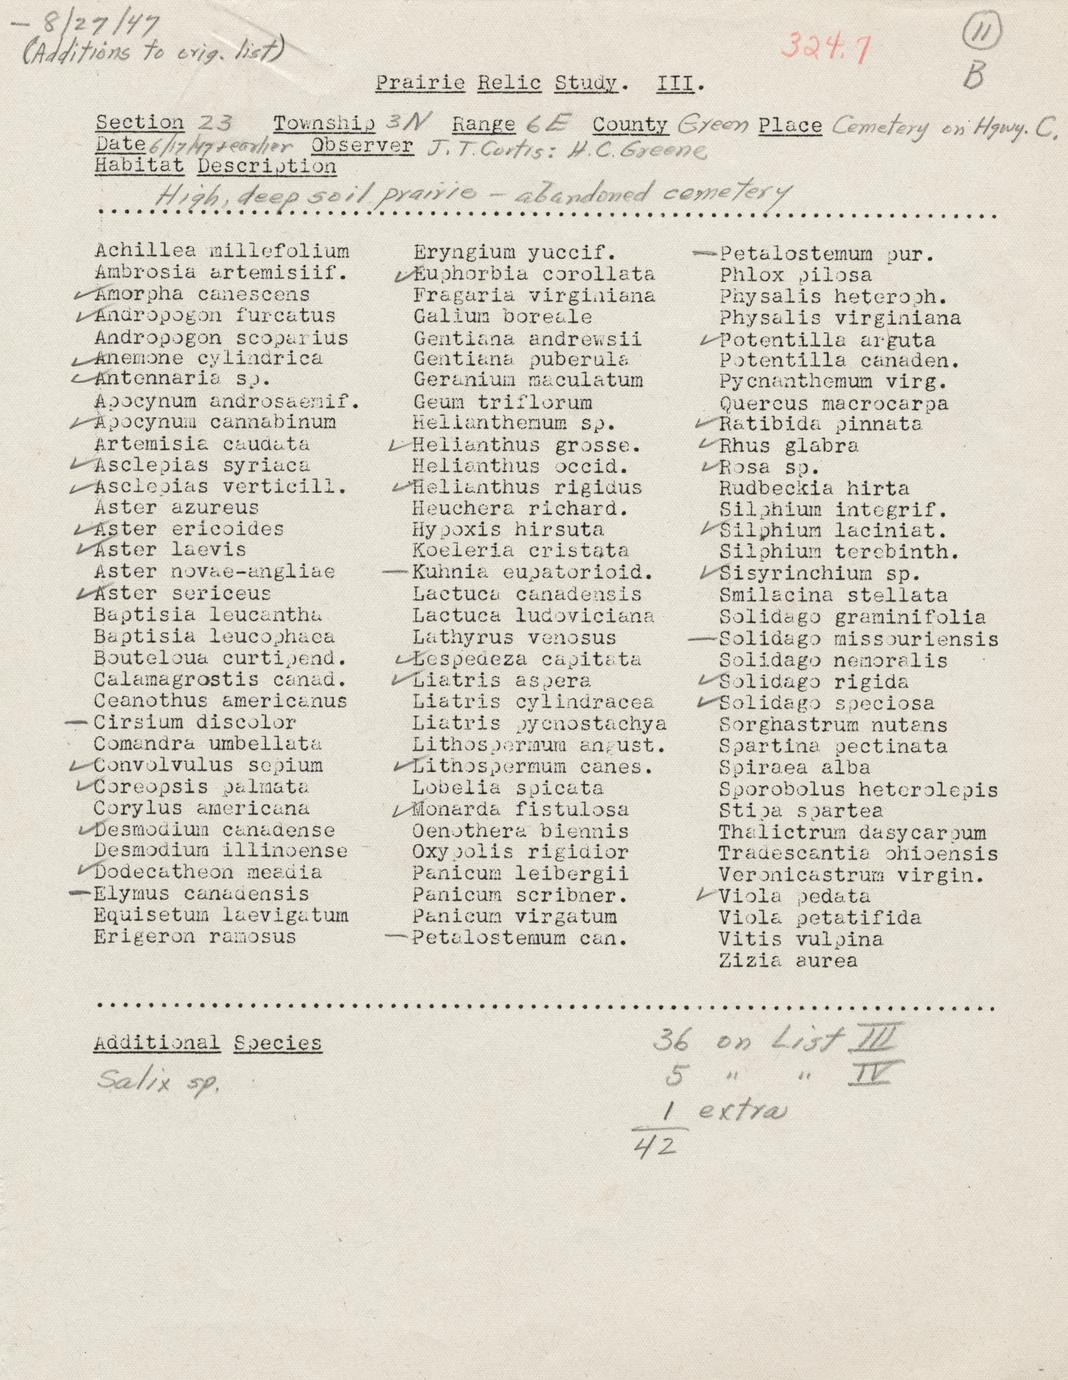 — 8/27/47
(Additions to orig. list)
324.7
11
B
Prairie Relic Study. III.
Section 23 Township 3N Range 6E County Green Place Cemetery on Hgwy. C.
Date 6/17/47 + earlier Observer J. T. Curtis: H. C. Greene
Habitat Description
High, deep soil prairie – abandoned cemetery
Achillea millefolium
Ambrosia artemisiif.
✓Amorpha canescens
✓Andropogon furcatus
Andropogon scoparius
✓Anemone cylindrica
✓Antennaria sp.
Apocynum androsaemif.
✓Apocynum cannabinum
Artemisia caudata
✓Asclepias syriaca
✓Asclepias verticill.
Aster azureus
✓Aster ericoides
✓Aster laevis
Aster novae-angliae
✓Aster sericeus
Baptisia leucantha
Baptisia leucophaea
Bouteloua curtipend.
Calamagrostis canad.
Ceanothus americanus
—Cirsium discolor
Comandra umbellata
✓Convolvulus sepium
✓Coreopsis palmata
Corylus americana
✓Desmodium canadense
Desmodium illinoense
✓Dodecatheon meadia
—Elymus canadensis
Equisetum laevigatum
Erigeron ramosus
Eryngium yuccif.
✓Euphorbia corollata
Fragaria virginiana
Galium boreale
Gentiana andrewsii
Gentiana puberula
Geranium maculatum
Geum triflorum
Helianthemum sp.
✓Helianthus grosse.
Helianthus occid.
✓Helianthus rigidus
Heuchera richard.
Hypoxis hirsuta
Koeleria cristata
—Kuhnia eupatorioid.
Lactuca canadensis
Lactuca ludoviciana
Lathyrus venosus
✓Lespedeza capitata
✓Liatris aspera
Liatris cylindracea
Liatris pycnostachya
Lithospermum angust.
✓Lithospermum canes.
Lobelia spicata
✓Monarda fistulosa
Oenothera biennis
Oxypolis rigidior
Panicum leibergii
Panicum scribner.
Panicum virgatum
—Petalostemum can.
—Petalostemum pur.
Phlox pilosa
Physalis heteroph.
Physalis virginiana
✓Potentilla arguta
Potentilla canaden.
Pycnanthemum virg.
Quercus macrocarpa
✓Ratibida pinnata
✓Rhus glabra
✓Rosa sp.
Rudbeckia hirta
Silphium integrif.
✓Silphium laciniat.
Silphium terebinth.
✓Sisyrinchium sp.
Smilacina stellata
Solidago graminifolia
—Solidago missouriensis
Solidago nemoralis
✓Solidago rigida
✓Solidago speciosa
Sorghastrum nutans
Spartina pectinata
Spiraea alba
Sporobolus heterolepis
Stipa spartea
Thalictrum dasycarpum
Tradescantia ohioensis
Veronicastrum virgin.
✓Viola pedata
Viola petatifida
Vitis vulpina
Zizia aurea
Additional Species
Salix sp.
36 on List III
5 " " IV
1 extra
42